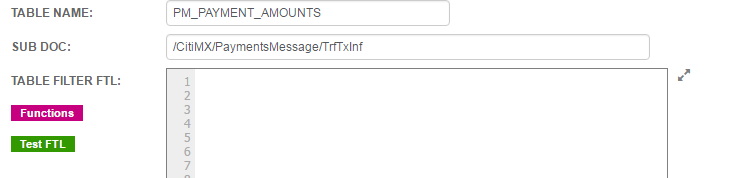 TABLE NAME: PM_PAYMENT_AMOUNTS
SUB DOC: /CitiMX/PaymentsMessage/TrfTxInf
TABLE FILTER FTL:
1
2
Functions
3
4
Test FTL
5
6
7
8